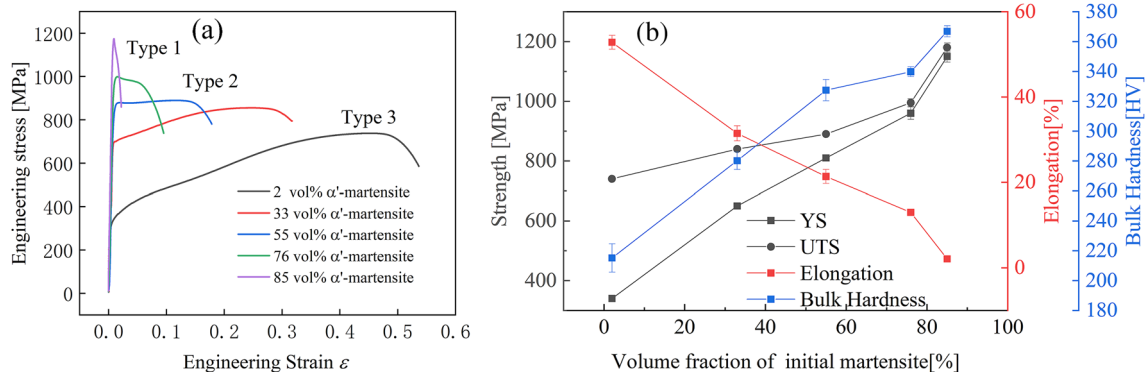 (a)
Type 1
Type 2
Type 3
Engineering stress [MPa]
1200
1000
800
600
400
200
0
2 vol% α'-martensite
33 vol% α'-martensite
55 vol% α'-martensite
76 vol% α'-martensite
85 vol% α'-martensite
0.0 0.1 0.2 0.3 0.4 0.5 0.6
Engineering Strain ε
(b)
Strength [MPa]
1200
1000
800
600
400
YS
UTS
Elongation
Bulk Hardness
0 20 40 60 80 100
Volume fraction of initial martensite[%]
60
40
20
0
Elongation[%]
380
360
340
320
300
280
260
240
220
200
180
Bulk Hardness[HV]